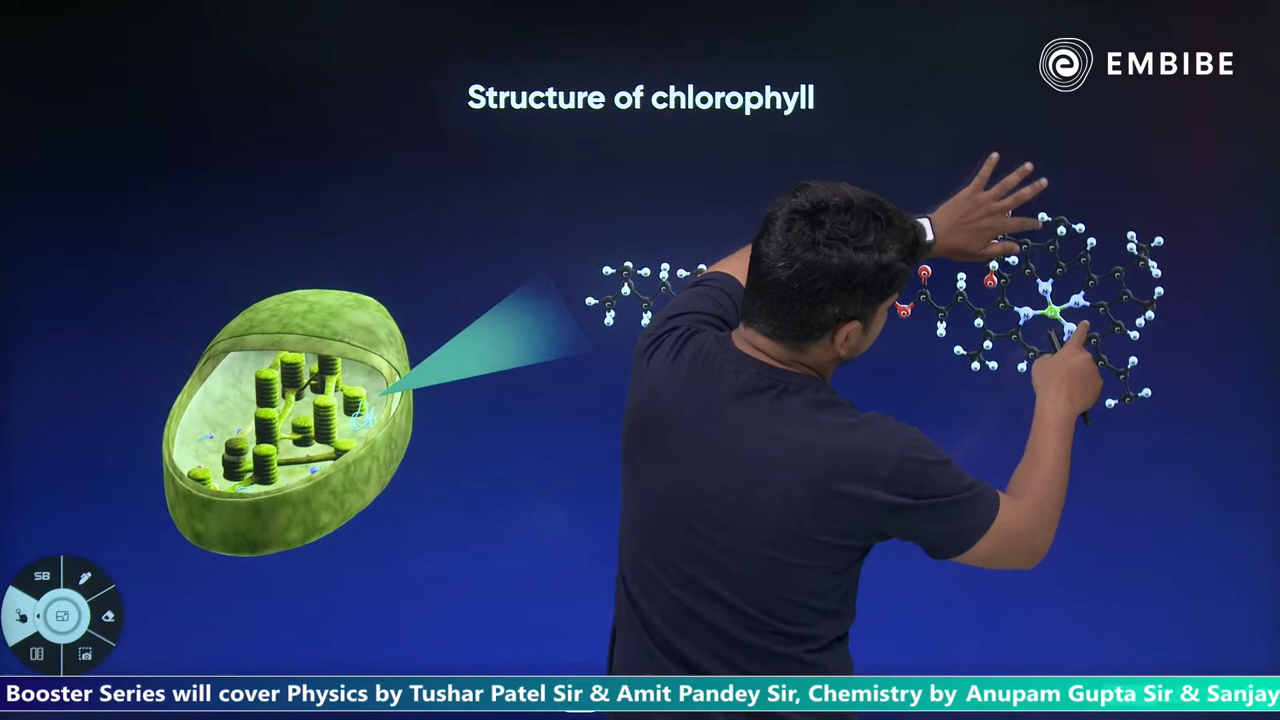 EMBIBE
Structure of chlorophyll
N
N
N
SB
Booster Series will cover Physics by Tushar Patel Sir & Amit Pandey Sir, Chemistry by Anupam Gupta Sir & Sanjay